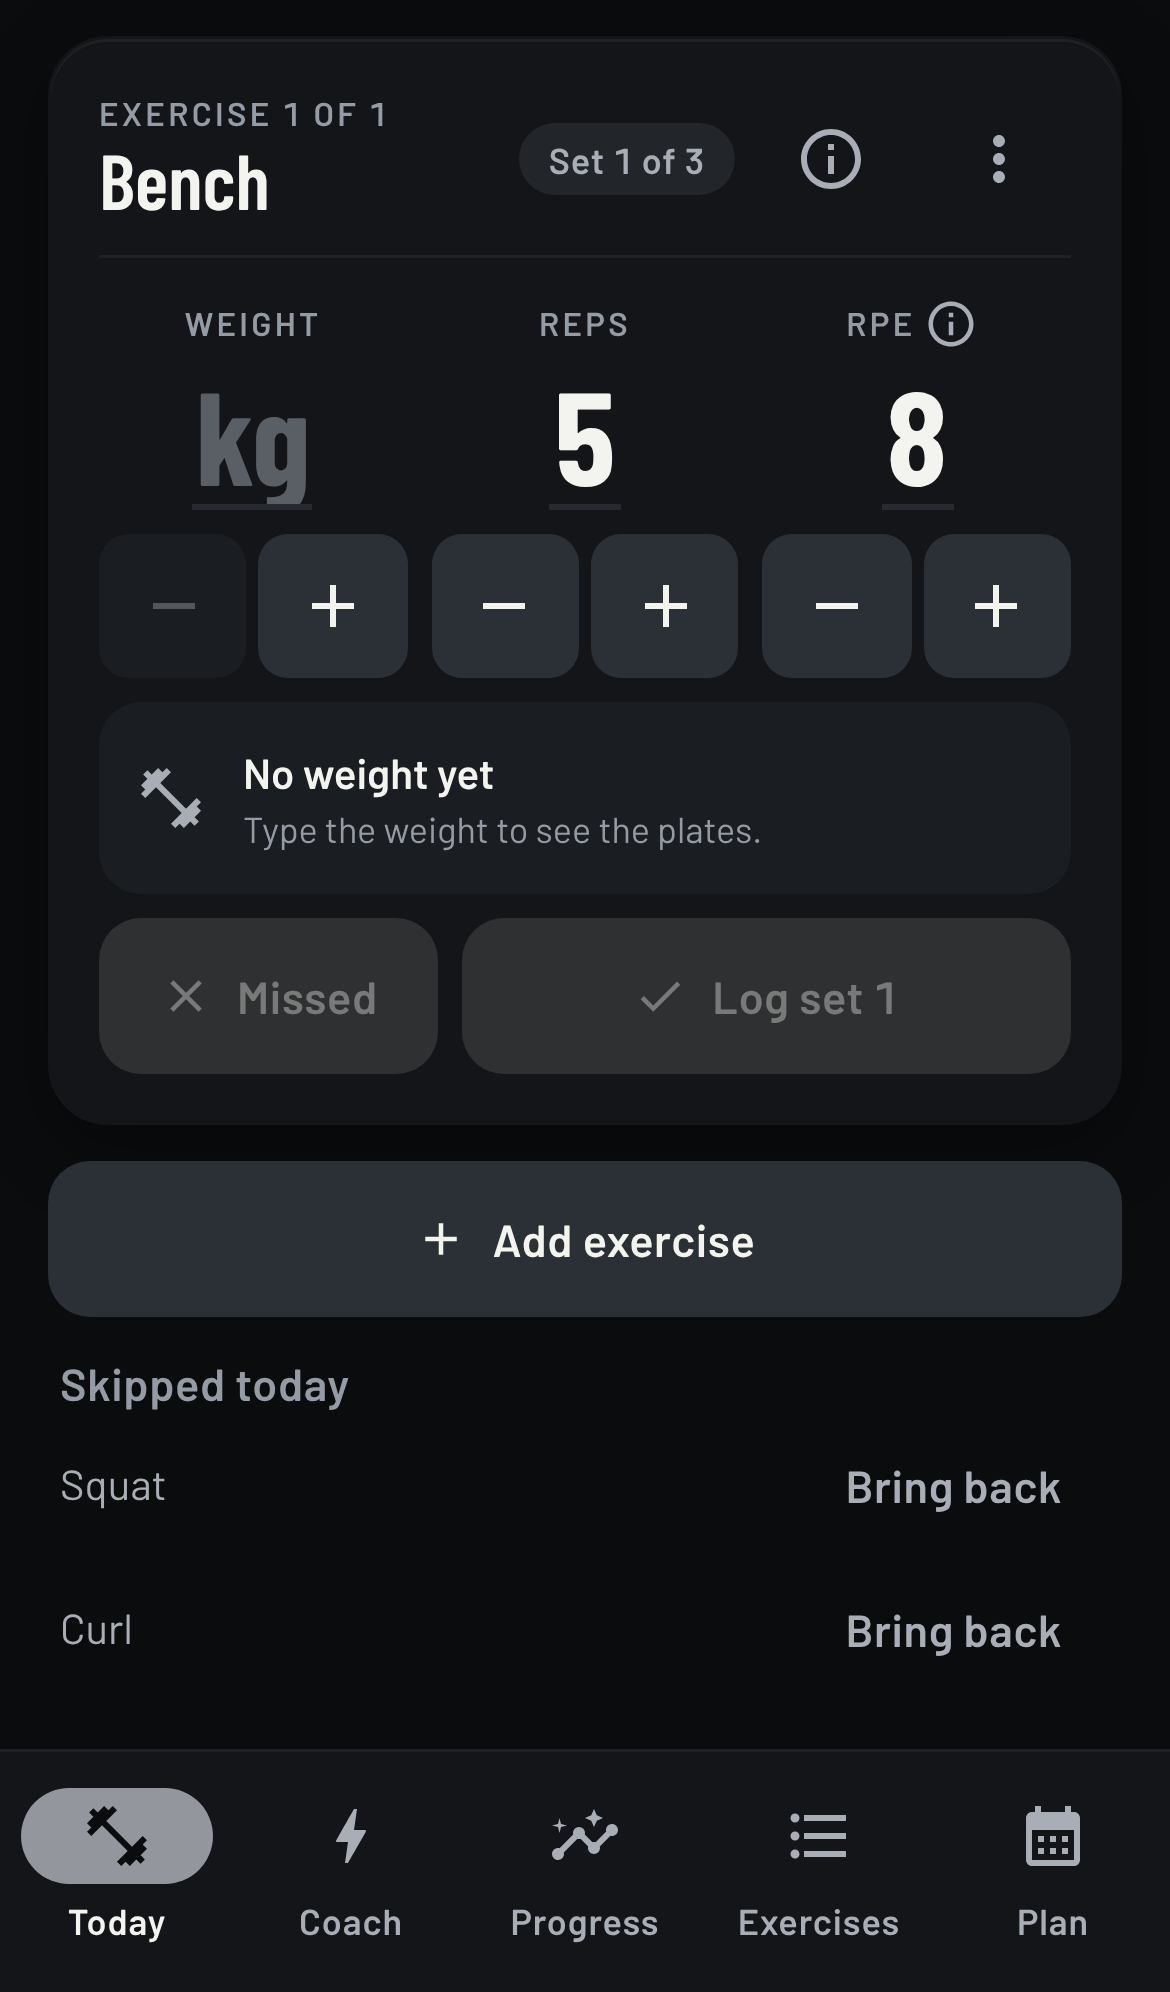 EXERCISE 1 OF 1
Bench
Set 1 of 3
WEIGHT REPS RPE
kg 5 8
No weight yet
Type the weight to see the plates.
Missed
Log set 1
Add exercise
Skipped today
Squat Bring back
Curl Bring back
Today Coach Progress Exercises Plan